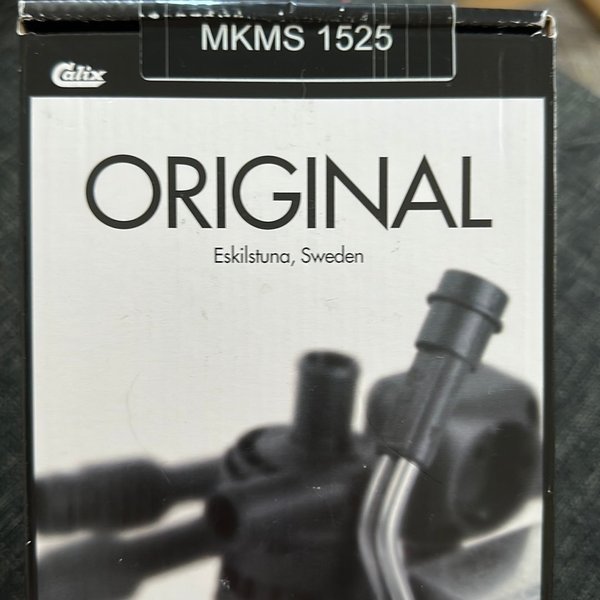 MKMS 1525
Calix
ORIGINAL
Eskilstuna, Sweden